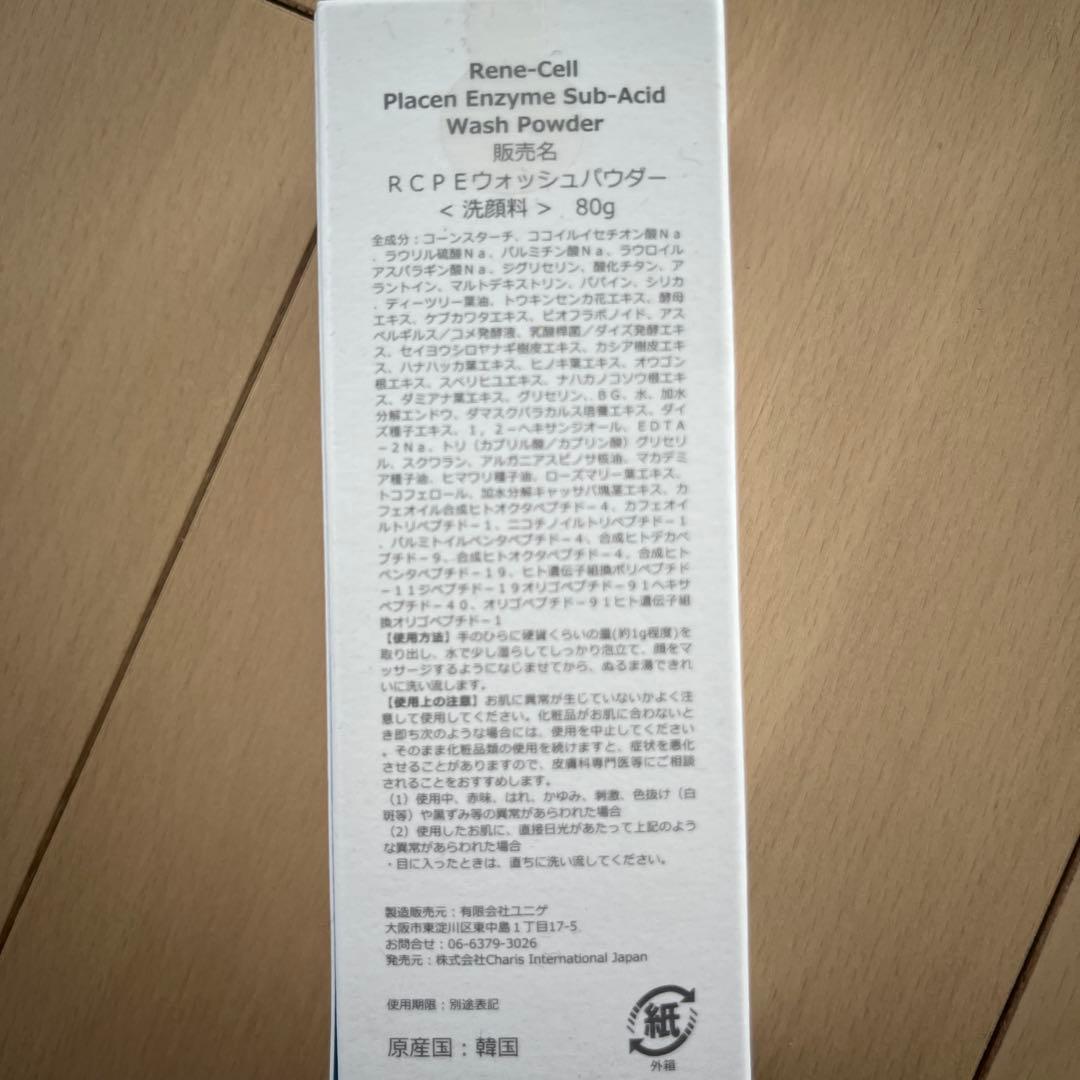 Rene-Cell
Placen Enzyme Sub-Acid
Wash Powder
販売名
ＲＣＰＥウォッシュパウダー
＜洗顔料＞　80g
全成分：コーンスターチ、ココイルイセチオン酸Ｎａ
、ラウリル硫酸Ｎａ、パルミチン酸Ｎａ、ラウロイル
アスパラギン酸Ｎａ、ジグリセリン、酸化チタン、ア
ラントイン、マルトデキストリン、パパイン、シリカ
、ティーツリー葉油、トウキンセンカ花エキス、酵母
エキス、ケブカワタエキス、ビオフラボノイド、アス
ペルギルス／コメ発酵液、乳酸桿菌／ダイズ発酵エキ
ス、セイヨウシロヤナギ樹皮エキス、カシア樹皮エキ
ス、ハナハッカ葉エキス、ヒノキ葉エキス、オウゴン
根エキス、スベリヒユエキス、ナハカノコソウ根エキ
ス、ダミアナ葉エキス、グリセリン、ＢＧ、水、加水
分解エンドウ、ダマスクバラカルス培養エキス、ダイ
ズ種子エキス、１，２－ヘキサンジオール、ＥＤＴＡ
－２Ｎａ、トリ（カプリル酸／カプリン酸）グリセリ
ル、スクワラン、アルガニアスピノサ核油、マカデミ
ア種子油、ヒマワリ種子油、ローズマリー葉エキス、
トコフェロール、加水分解キャッサバ塊茎エキス、カ
フェオイル合成ヒトオクタペプチド－４、カフェオイ
ルトリペプチド－１、ニコチノイルトリペプチド－１
、パルミトイルペンタペプチド－４、合成ヒトデカペ
プチド－９、合成ヒトオクタペプチド－４、合成ヒト
ペンタペプチド－１９、ヒト遺伝子組換ポリペプチド
－１１ジペプチド－１９オリゴペプチド－９１ヘキサ
ペプチド－４０、オリゴペプチド－９１ヒト遺伝子組
換オリゴペプチド－１
【使用方法】手のひらに硬貨くらいの量(約1g程度)を
取り出し、水で少し濡らしてしっかり泡立て、顔をマ
ッサージするようになじませてから、ぬるま湯できれ
いに洗い流します。
【使用上の注意】お肌に異常が生じていないかよく注
意して使用してください。化粧品がお肌に合わないと
き即ち次のような場合には、使用を中止してください
。そのまま化粧品類の使用を続けますと、症状を悪化
させることがありますので、皮膚科専門医等にご相談
されることをおすすめします。
（1）使用中、赤味、はれ、かゆみ、刺激、色抜け（白
斑等）や黒ずみ等の異常があらわれた場合
（2）使用したお肌に、直接日光があたって上記のよう
な異常があらわれた場合
・目に入ったときは、直ちに洗い流してください。
製造販売元：有限会社ユニゲ
大阪市東淀川区東中島１丁目17-5
お問合せ：06-6379-3026
発売元：株式会社Charis International Japan
使用期限：別途表記
原産国：韓国
紙
外箱